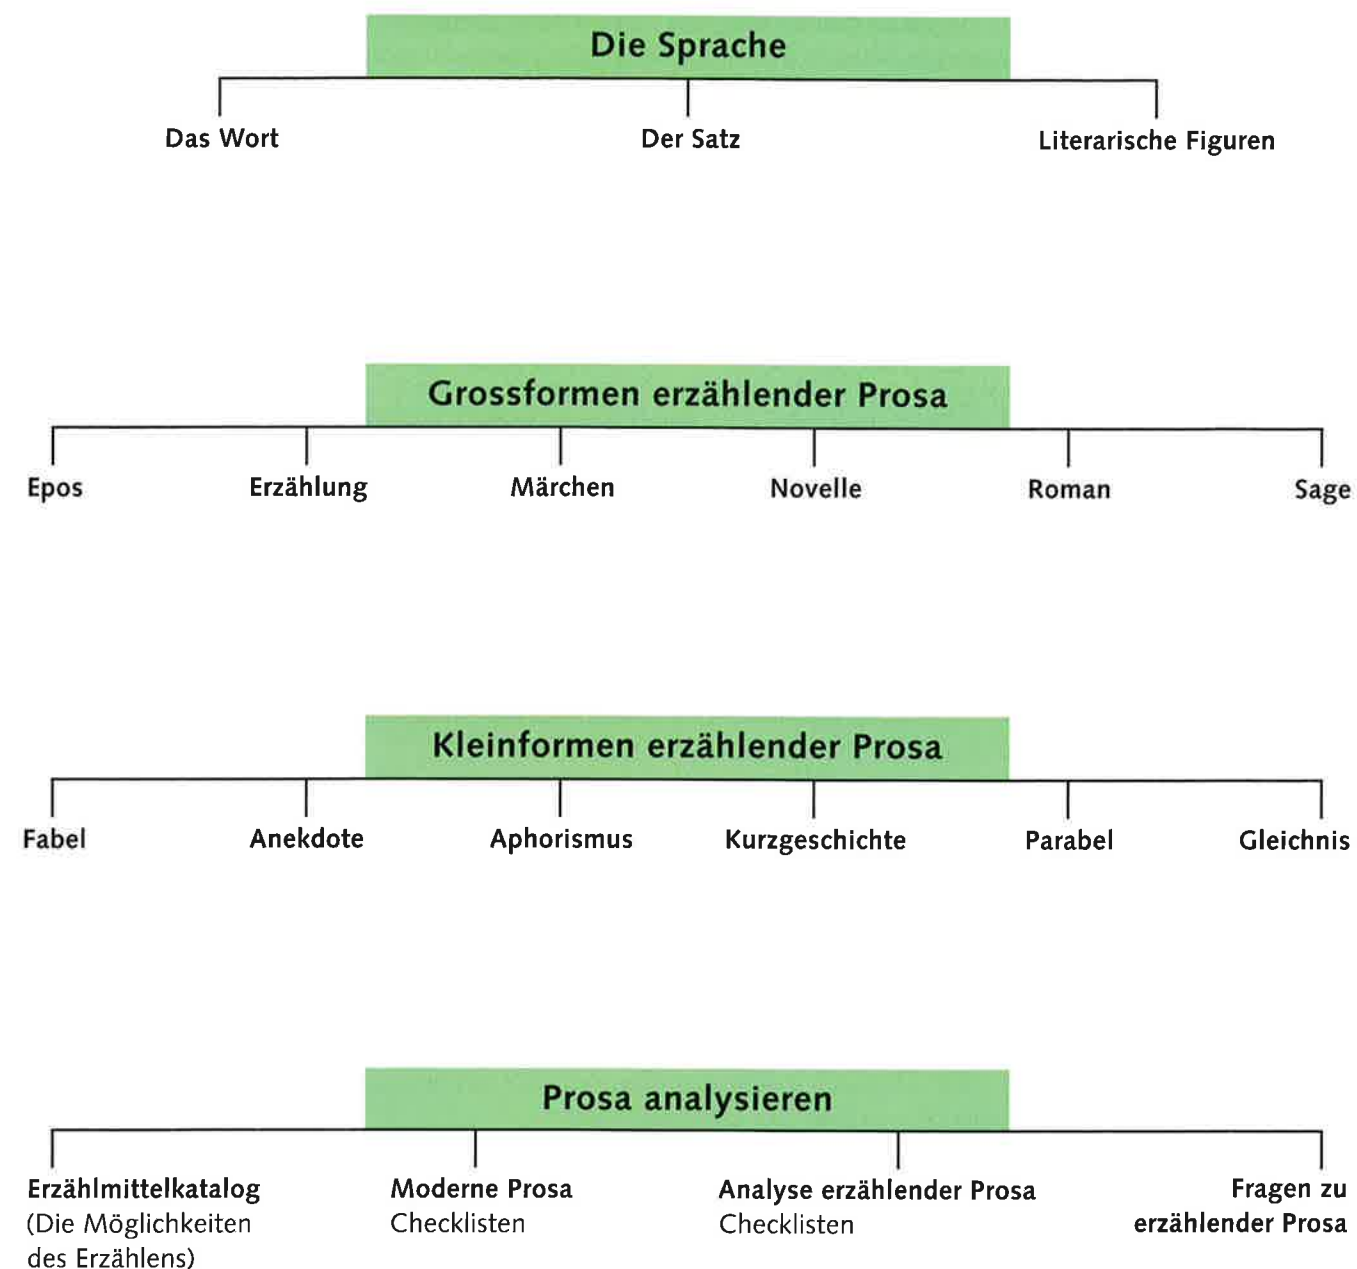 Die Sprache
Das Wort
Der Satz
Literarische Figuren
Grossformen erzählender Prosa
Epos
Erzählung
Märchen
Novelle
Roman
Sage
Kleinformen erzählender Prosa
Fabel
Anekdote
Aphorismus
Kurzgeschichte
Parabel
Gleichnis
Prosa analysieren
Erzählmittelkatalog
(Die Möglichkeiten
des Erzählens)
Moderne Prosa
Checklisten
Analyse erzählender Prosa
Checklisten
Fragen zu
erzählender Prosa